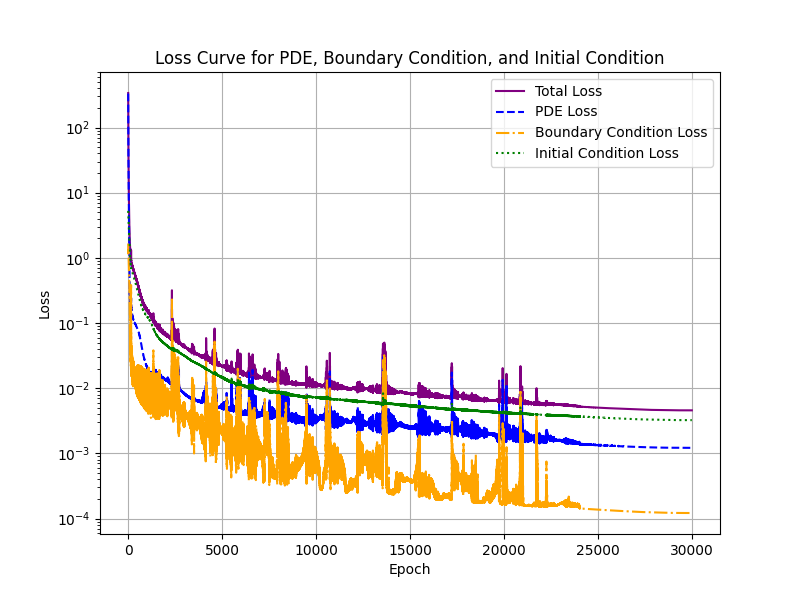 Loss Curve for PDE, Boundary Condition, and Initial Condition
Total Loss
PDE Loss
Boundary Condition Loss
Initial Condition Loss
Loss
10²
10¹
10⁰
10⁻¹
10⁻²
10⁻³
10⁻⁴
0 5000 10000 15000 20000 25000 30000
Epoch